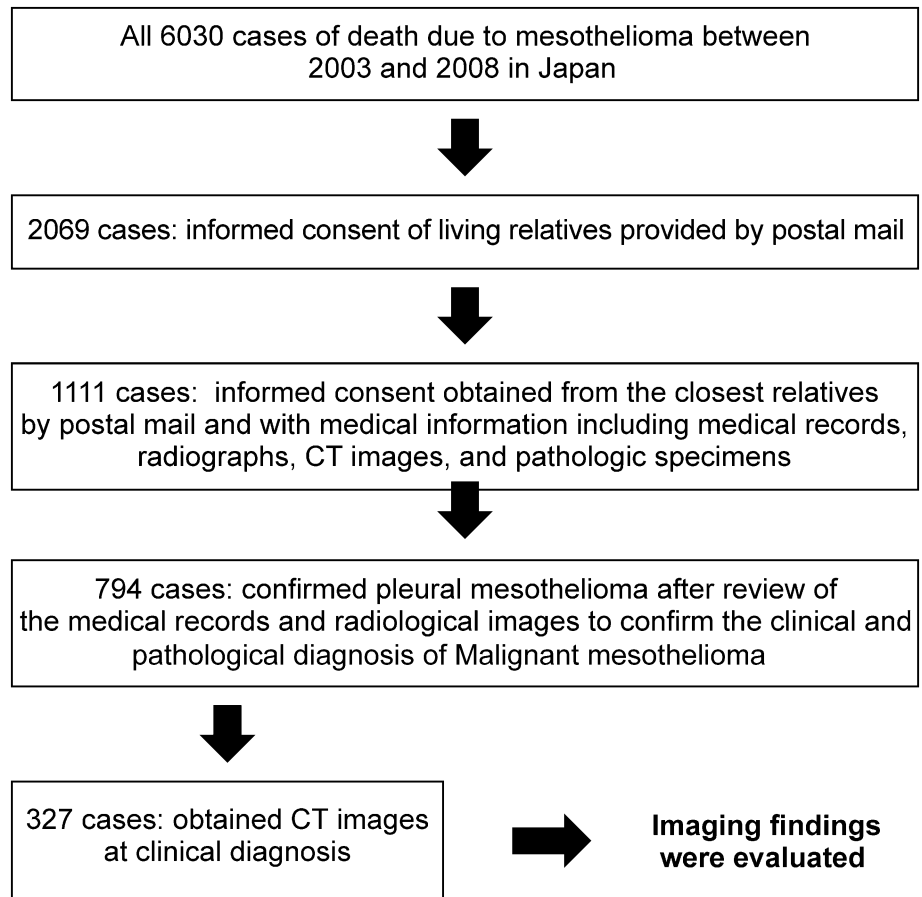 All 6030 cases of death due to mesothelioma between
2003 and 2008 in Japan
2069 cases: informed consent of living relatives provided by postal mail
1111 cases:  informed consent obtained from the closest relatives
by postal mail and with medical information including medical records,
radiographs, CT images, and pathologic specimens
794 cases: confirmed pleural mesothelioma after review of
the medical records and radiological images to confirm the clinical and
pathological diagnosis of Malignant mesothelioma
327 cases: obtained CT images
at clinical diagnosis
Imaging findings
were evaluated